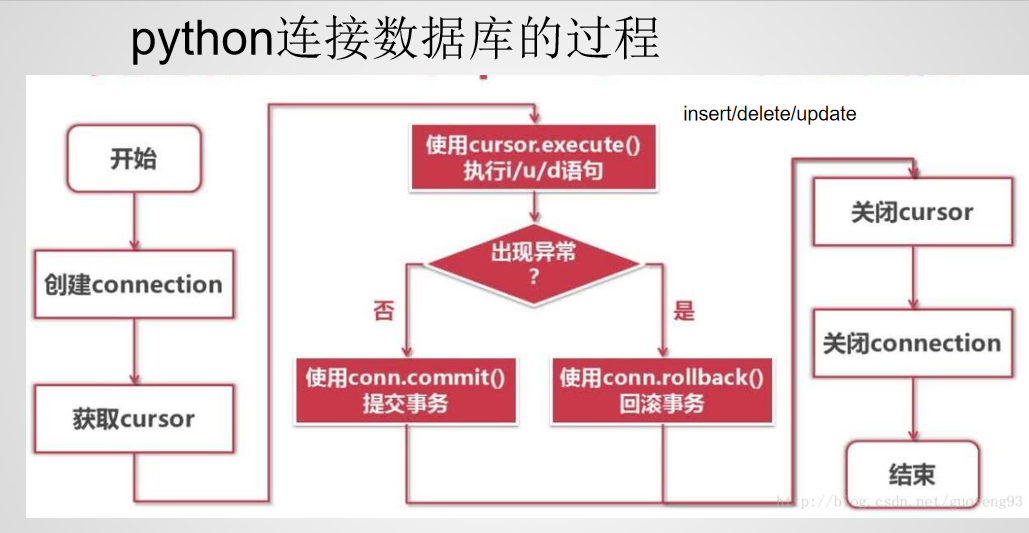 python连接数据库的过程
insert/delete/update
开始
创建connection
获取cursor
使用cursor.execute()
执行i/u/d语句
出现异常
?
否
是
使用conn.commit()
提交事务
使用conn.rollback()
回滚事务
关闭cursor
关闭connection
结束